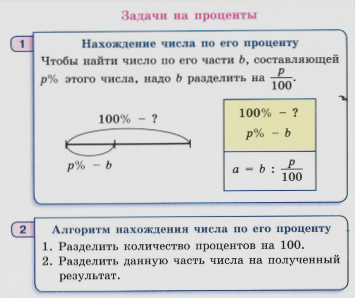 Задачи на проценты
1
Нахождение числа по его проценту
Чтобы найти число по его части b, составляющей
p% этого числа, надо b разделить на p/100.
100% – ?
p% – b
100% – ?
p% – b
a = b : p/100
2
Алгоритм нахождения числа по его проценту
1. Разделить количество процентов на 100.
2. Разделить данную часть числа на полученный
результат.